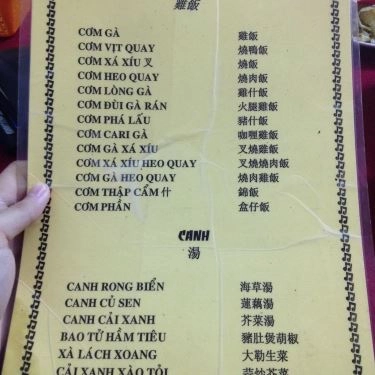 雞飯
CƠM GÀ 雞飯
CƠM VỊT QUAY 燒鴨飯
CƠM XÁ XÍU 叉 燒飯
CƠM HEO QUAY 燒肉飯
CƠM LÒNG GÀ 雞什飯
CƠM ĐÙI GÀ RÁN 火腿雞飯
CƠM PHÁ LẤU 豬什飯
CƠM CARI GÀ 咖喱雞飯
CƠM GÀ XÁ XÍU 叉燒雞飯
CƠM XÁ XÍU HEO QUAY 叉燒燒肉飯
CƠM GÀ HEO QUAY 燒肉雞飯
CƠM THẬP CẨM 什 錦飯
CƠM PHẦN 盒仔飯
CANH
湯
CANH RONG BIỂN 海草湯
CANH CỦ SEN 蓮藕湯
CANH CẢI XANH 芥菜湯
BAO TỬ HẦM TIÊU 豬肚煲胡椒
XÀ LÁCH XOANG 大勒生菜
CẢI XANH XÀO TỎI 蒜炒芥菜